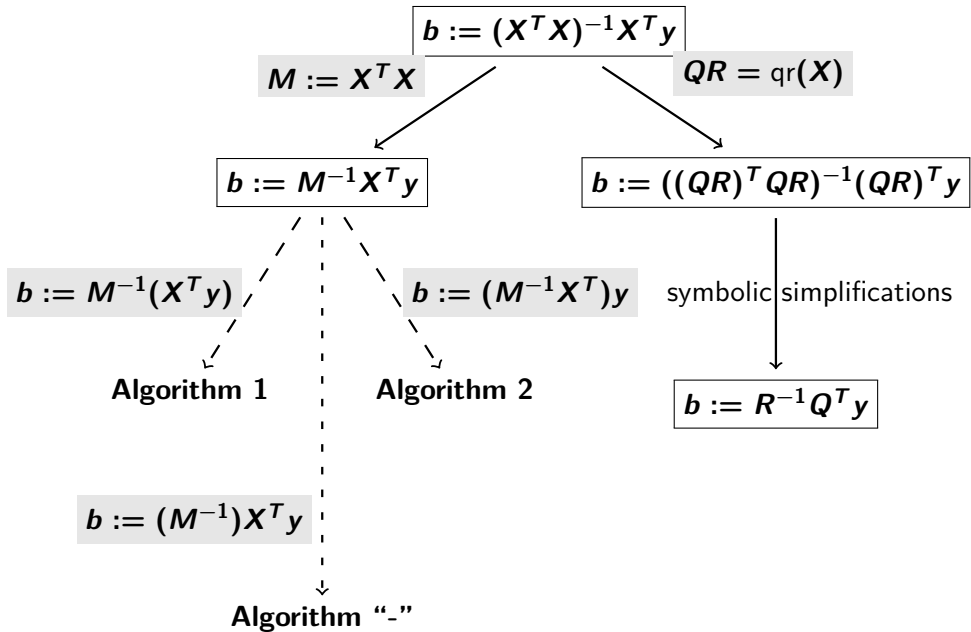 b := (X^T X)^{-1} X^T y
M := X^T X
QR = qr(X)
b := M^{-1} X^T y
b := ((QR)^T QR)^{-1} (QR)^T y
b := M^{-1}(X^T y)
b := (M^{-1} X^T)y
symbolic simplifications
Algorithm 1
Algorithm 2
b := R^{-1} Q^T y
b := (M^{-1})X^T y
Algorithm “-”